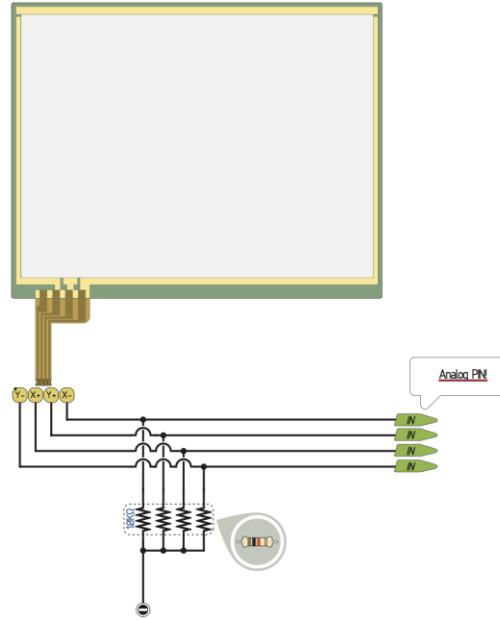 Y- X+ Y+ X-
Analog PIN!
IN
IN
IN
IN
10KΩ